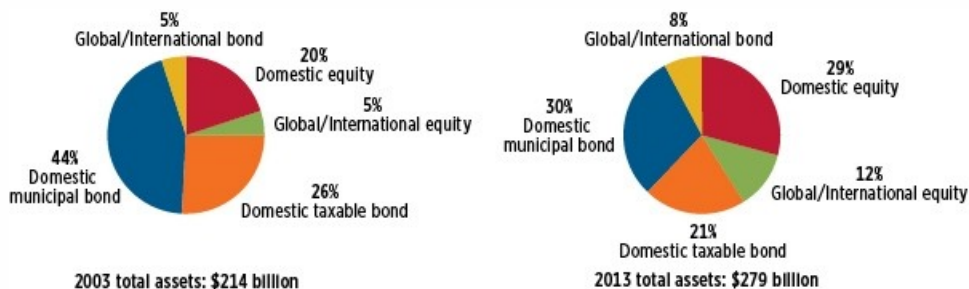 5%
Global/International bond
20%
Domestic equity
5%
Global/International equity
44%
Domestic
municipal bond
26%
Domestic taxable bond
2003 total assets: $214 billion
8%
Global/International bond
29%
Domestic equity
30%
Domestic
municipal bond
12%
Global/International equity
21%
Domestic taxable bond
2013 total assets: $279 billion